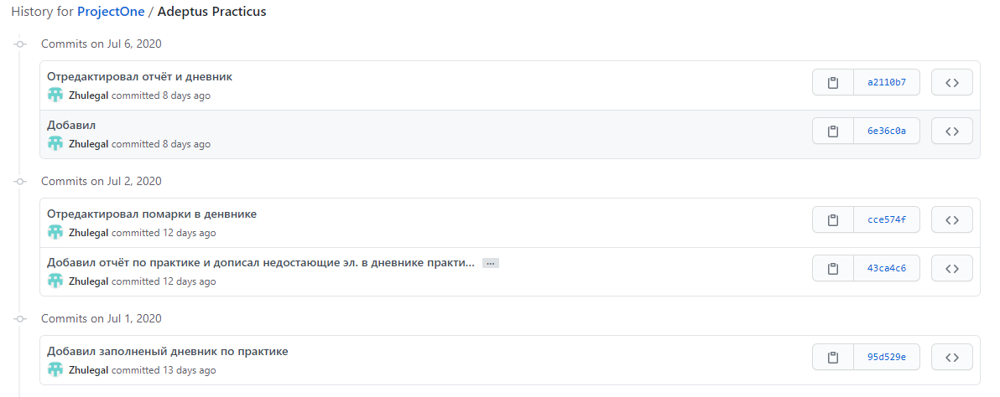 History for ProjectOne / Adeptus Practicus
Commits on Jul 6, 2020
Отредактировал отчёт и дневник
Zhulegal committed 8 days ago
a2110b7
Добавил
Zhulegal committed 8 days ago
6e36c0a
Commits on Jul 2, 2020
Отредактировал помарки в денвнике
Zhulegal committed 12 days ago
cce574f
Добавил отчёт по практике и дописал недостающие эл. в дневнике практи... ...
Zhulegal committed 12 days ago
43ca4c6
Commits on Jul 1, 2020
Добавил заполненый дневник по практике
Zhulegal committed 13 days ago
95d529e